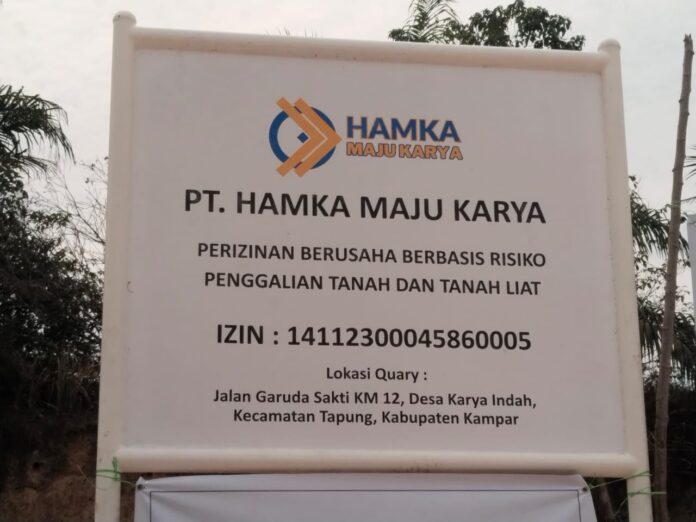 HAMKA
MAJU KARYA
PT. HAMKA MAJU KARYA
PERIZINAN BERUSAHA BERBASIS RISIKO
PENGGALIAN TANAH DAN TANAH LIAT
IZIN : 14112300045860005
Lokasi Quary :
Jalan Garuda Sakti KM 12, Desa Karya Indah,
Kecamatan Tapung, Kabupaten Kampar